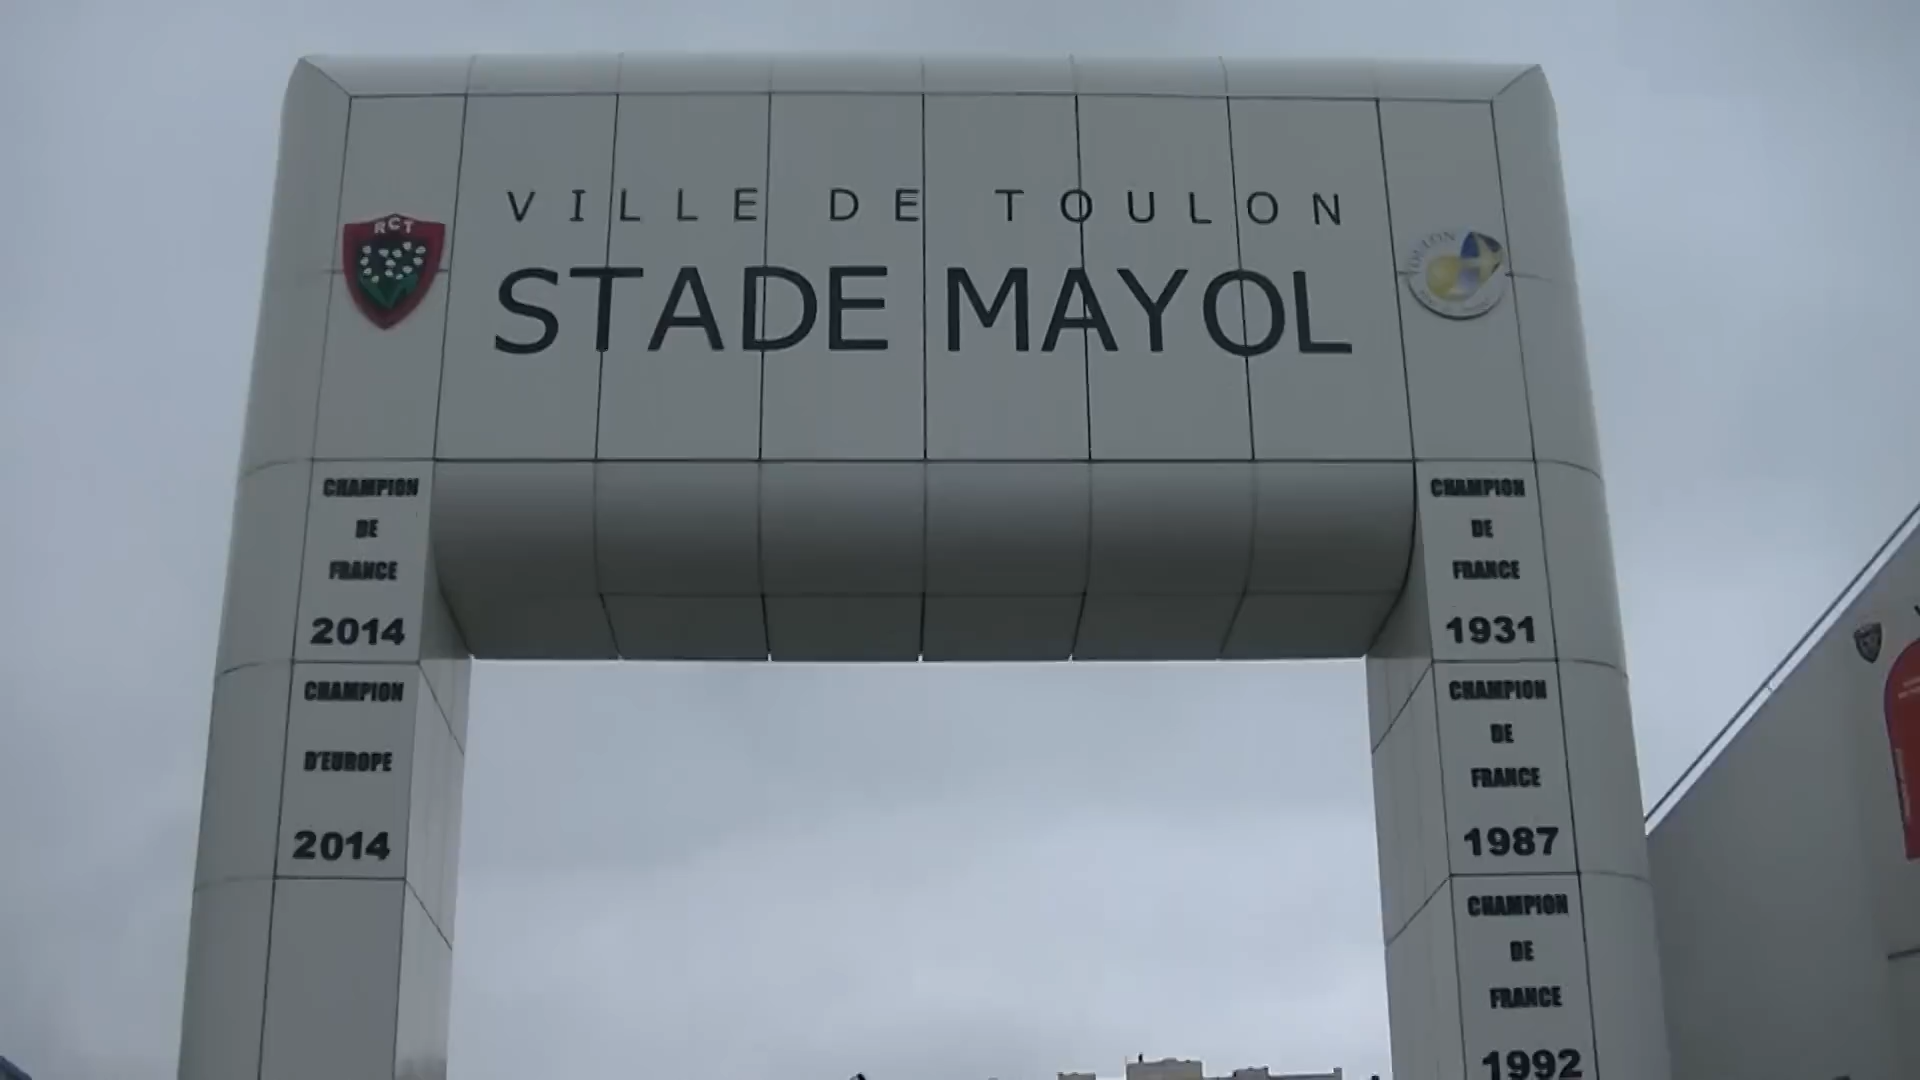 VILLE DE TOULON
STADE MAYOL
RCT
TOULON
CHAMPION
DE
FRANCE
2014
CHAMPION
D'EUROPE
2014
CHAMPION
DE
FRANCE
1931
CHAMPION
DE
FRANCE
1987
CHAMPION
DE
FRANCE
1992